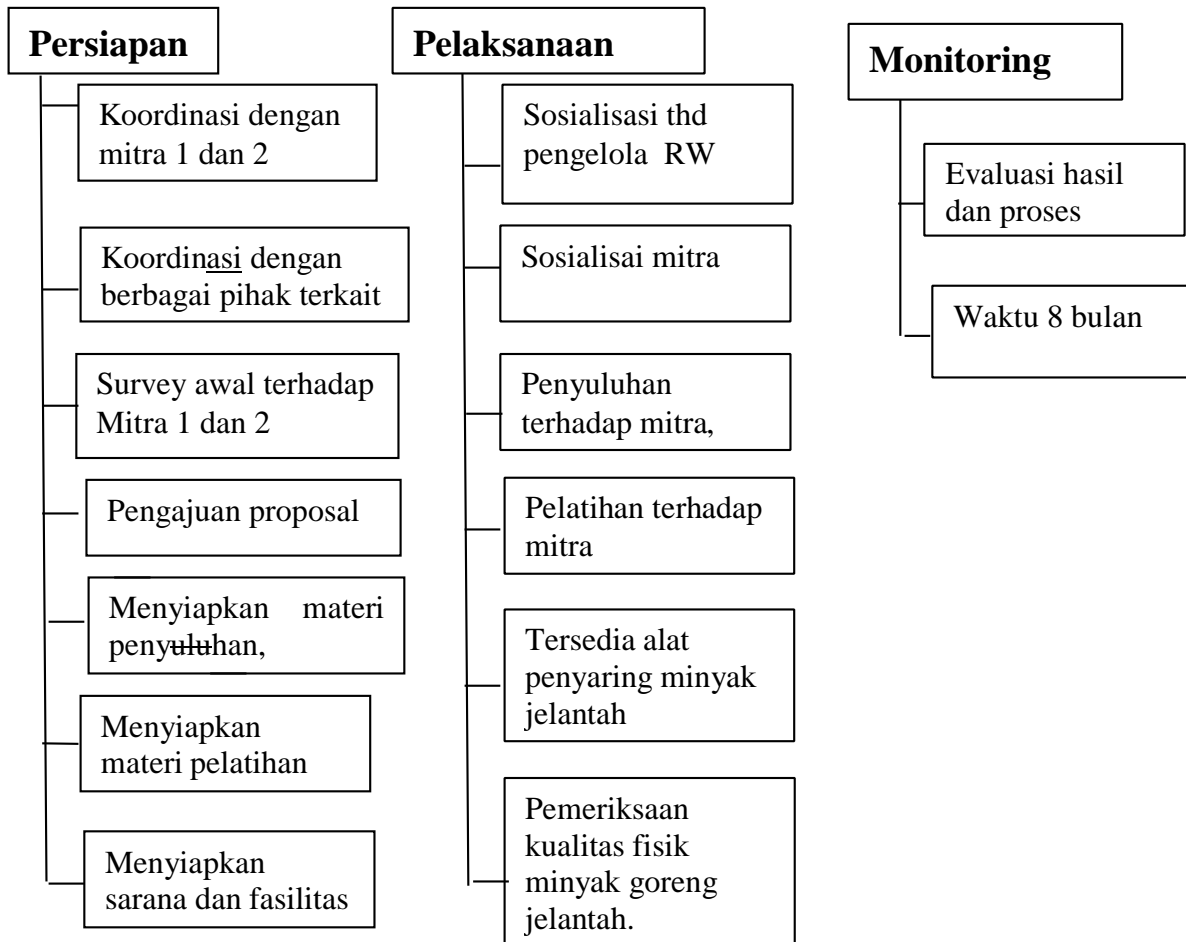 Persiapan
Koordinasi dengan
mitra 1 dan 2
Koordinasi dengan
berbagai pihak terkait
Survey awal terhadap
Mitra 1 dan 2
Pengajuan proposal
Menyiapkan materi
penyuluhan,
Menyiapkan
materi pelatihan
Menyiapkan
sarana dan fasilitas
Pelaksanaan
Sosialisasi thd
pengelola RW
Sosialisai mitra
Penyuluhan
terhadap mitra,
Pelatihan terhadap
mitra
Tersedia alat
penyaring minyak
jelantah
Pemeriksaan
kualitas fisik
minyak goreng
jelantah.
Monitoring
Evaluasi hasil
dan proses
Waktu 8 bulan